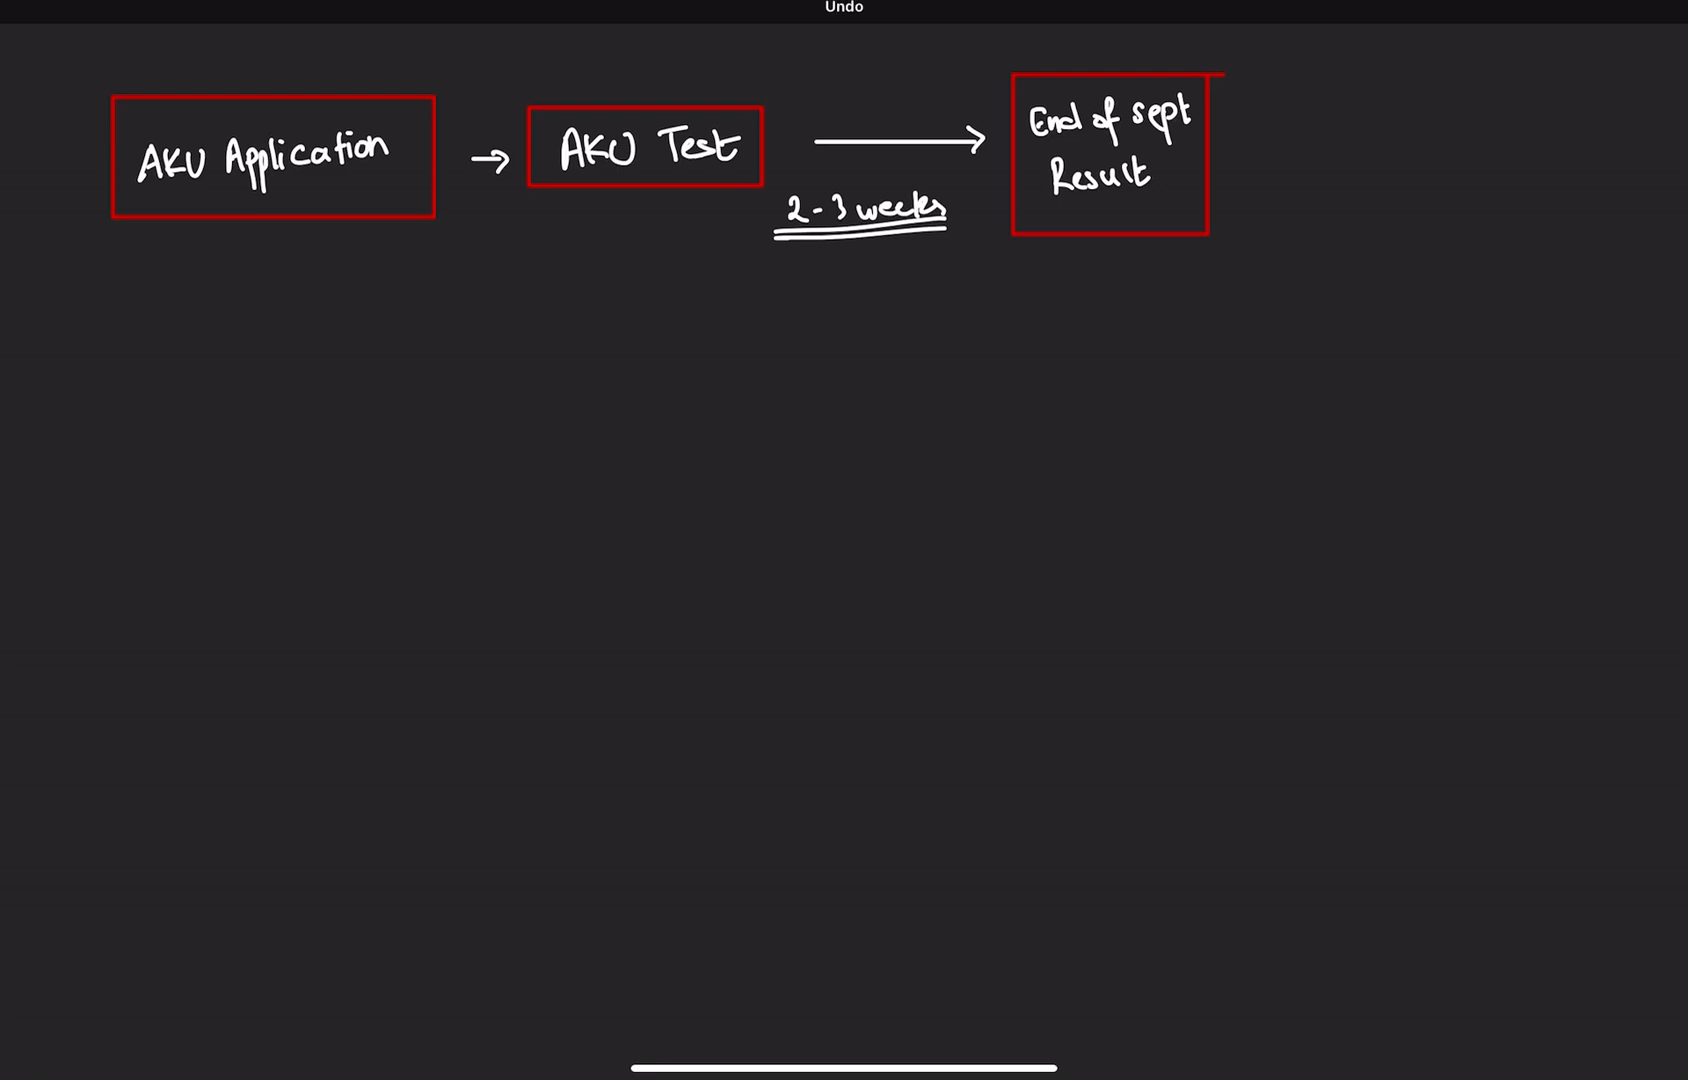 Undo
AKU Application
→ AKU Test
2-3 weeks
End of sept
Result